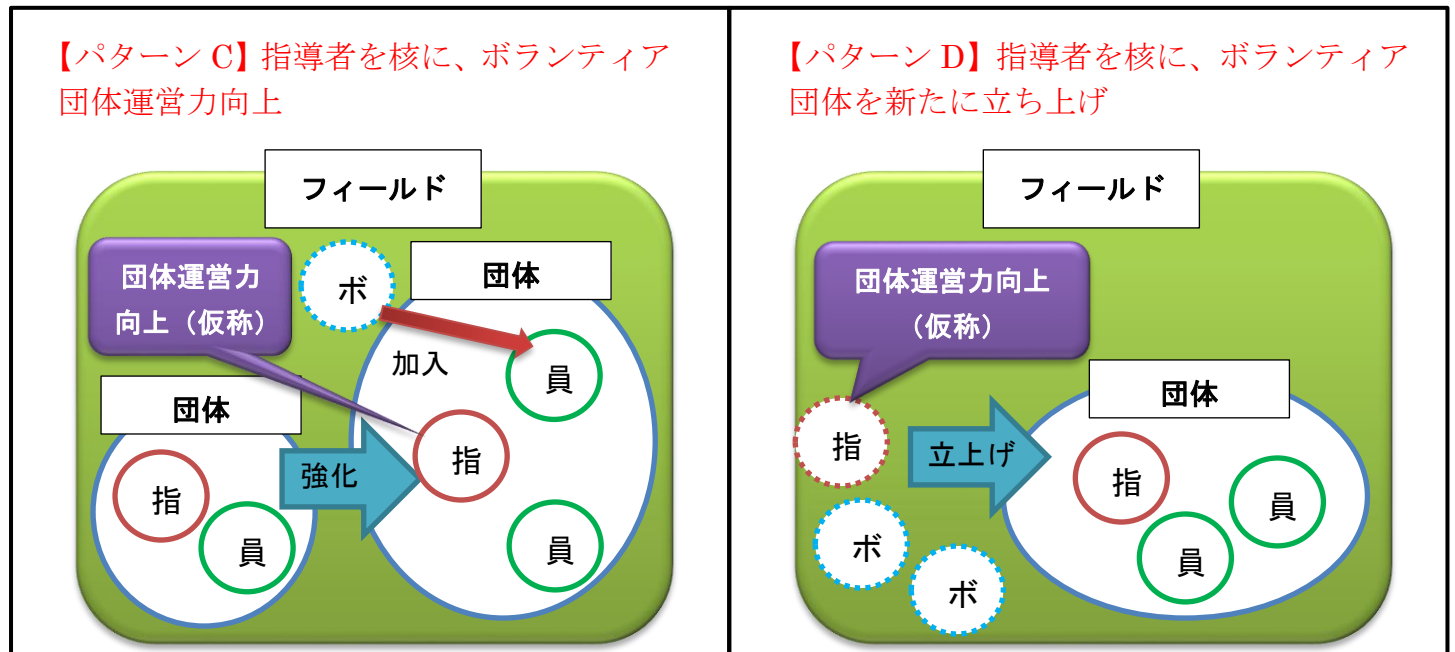 【パターン C】指導者を核に、ボランティア
団体運営力向上
フィールド
団体運営力
向上（仮称）
ボ
団体
加入
員
団体
指
強化
指
員
員
【パターン D】指導者を核に、ボランティア
団体を新たに立ち上げ
フィールド
団体運営力向上
（仮称）
団体
指
立上げ
指
員
ボ
員
ボ